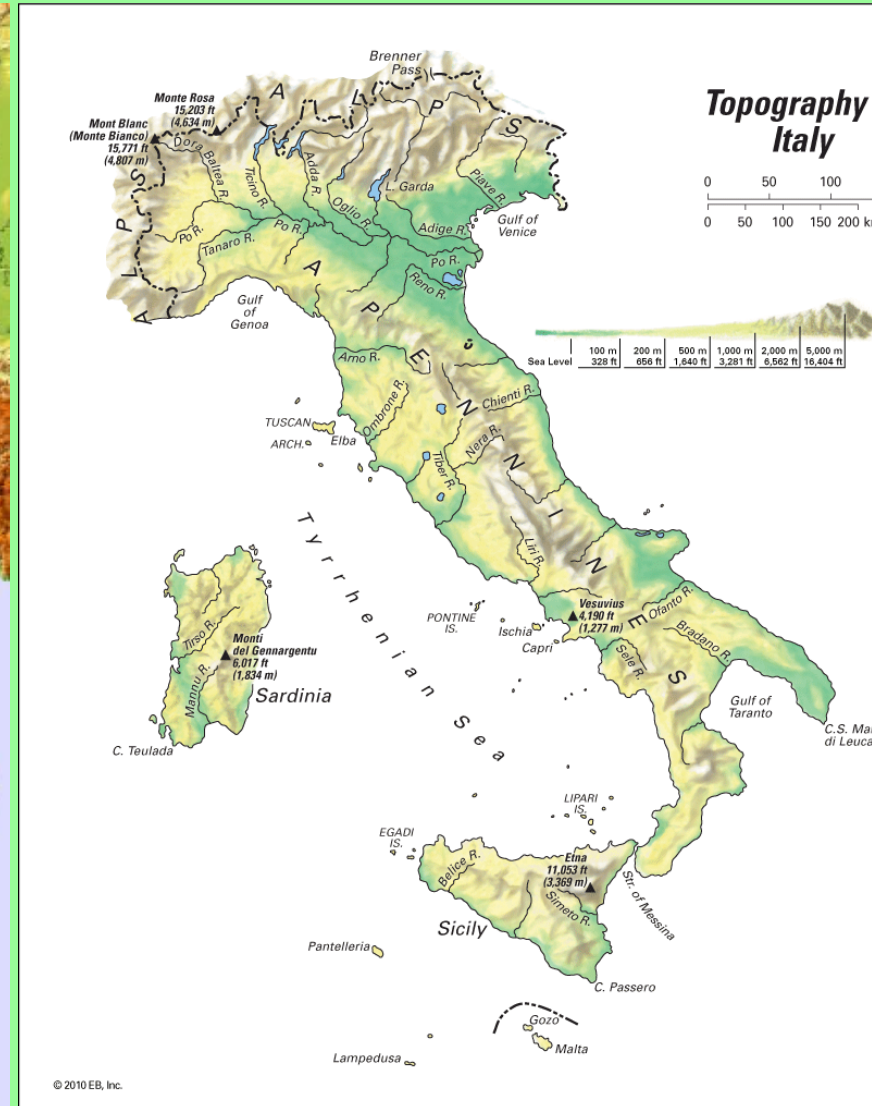 Topography
Italy
0 50 100
0 50 100 150 200 km
Brenner
Pass
A L P S
Monte Rosa
15,203 ft
(4,634 m)
Mont Blanc
(Monte Bianco)
15,771 ft
(4,807 m)
Dora Baltea R.
Ticino R.
Adda R.
Oglio R.
L. Garda
Piave R.
Adige R.
Gulf of
Venice
A L P S
Po R.
Tanaro R.
Po R.
Po R.
Reno R.
Gulf
of
Genoa
A P E N N I N E S
100 m 200 m 500 m 1,000 m 2,000 m 5,000 m
Sea Level 328 ft 656 ft 1,640 ft 3,281 ft 6,562 ft 16,404 ft
Arno R.
Ombrone R.
Chienti R.
TUSCAN
ARCH.
Elba
Nera R.
Tiber R.
Tyrrhenian Sea
Liri R.
PONTINE
IS.
Ischia
Capri
Vesuvius
4,190 ft
(1,277 m)
Ofanto R.
Bradano R.
Sele R.
Tirso R.
Monti
del Gennargentu
6,017 ft
(1,834 m)
Mannu R.
Sardinia
C. Teulada
Gulf of
Taranto
C.S. Mar
di Leuca
LIPARI
IS.
EGADI
IS.
Belice R.
Etna
11,053 ft
(3,369 m)
Simeto R.
Str. of Messina
Sicily
Pantelleria
C. Passero
Gozo
Malta
Lampedusa
© 2010 EB, Inc.